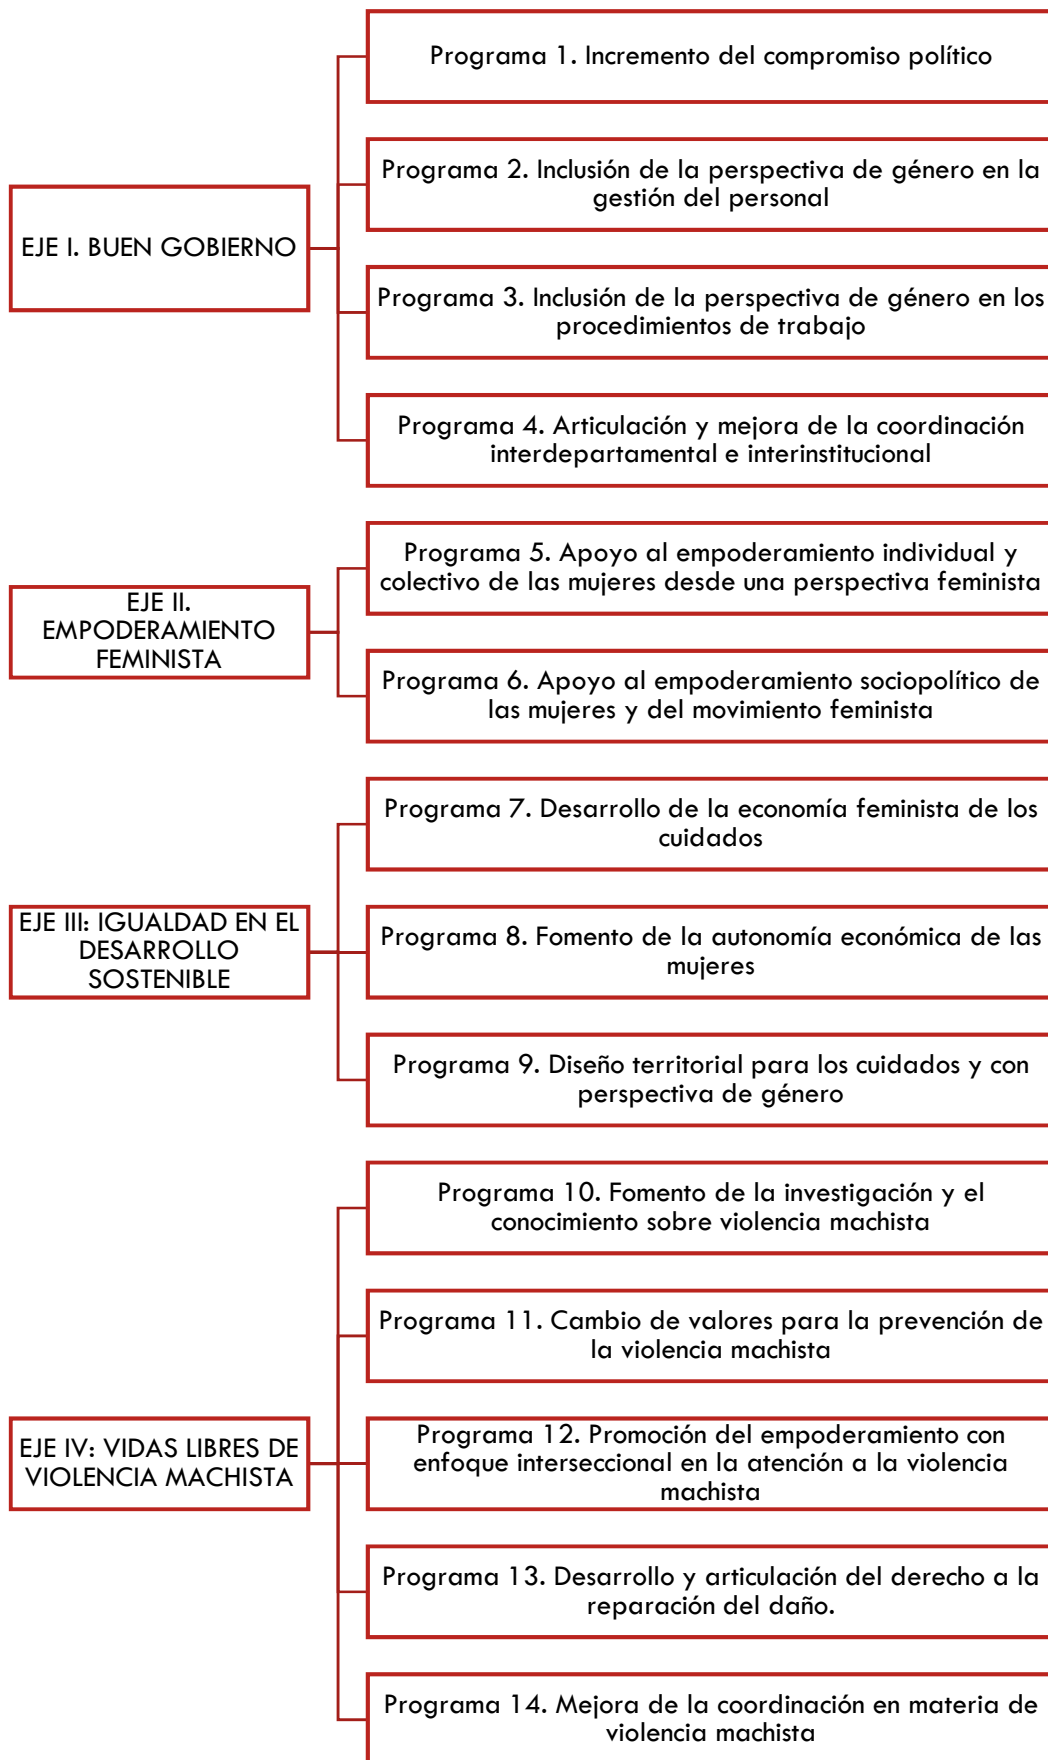 EJE I. BUEN GOBIERNO
Programa 1. Incremento del compromiso político
Programa 2. Inclusión de la perspectiva de género en la
gestión del personal
Programa 3. Inclusión de la perspectiva de género en los
procedimientos de trabajo
Programa 4. Articulación y mejora de la coordinación
interdepartamental e interinstitucional
EJE II.
EMPODERAMIENTO
FEMINISTA
Programa 5. Apoyo al empoderamiento individual y
colectivo de las mujeres desde una perspectiva feminista
Programa 6. Apoyo al empoderamiento sociopolítico de
las mujeres y del movimiento feminista
EJE III: IGUALDAD EN EL
DESARROLLO
SOSTENIBLE
Programa 7. Desarrollo de la economía feminista de los
cuidados
Programa 8. Fomento de la autonomía económica de las
mujeres
Programa 9. Diseño territorial para los cuidados y con
perspectiva de género
EJE IV: VIDAS LIBRES DE
VIOLENCIA MACHISTA
Programa 10. Fomento de la investigación y el
conocimiento sobre violencia machista
Programa 11. Cambio de valores para la prevención de
la violencia machista
Programa 12. Promoción del empoderamiento con
enfoque interseccional en la atención a la violencia
machista
Programa 13. Desarrollo y articulación del derecho a la
reparación del daño.
Programa 14. Mejora de la coordinación en materia de
violencia machista